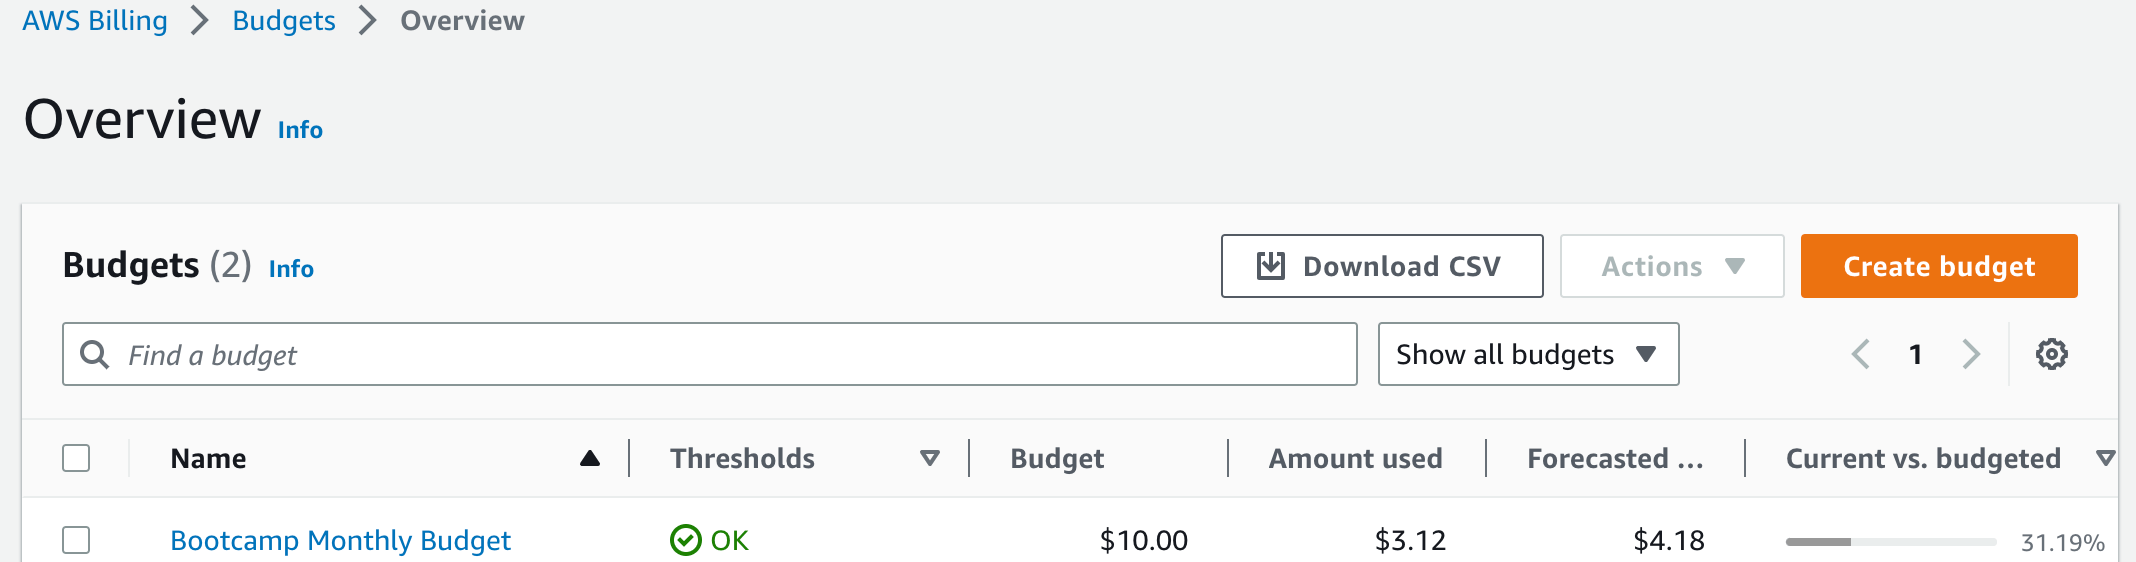 AWS Billing Budgets Overview
Overview Info
Budgets (2) Info Download CSV Actions Create budget
Find a budget Show all budgets 1
Name Thresholds Budget Amount used Forecasted ... Current vs. budgeted
Bootcamp Monthly Budget OK $10.00 $3.12 $4.18 31.19%